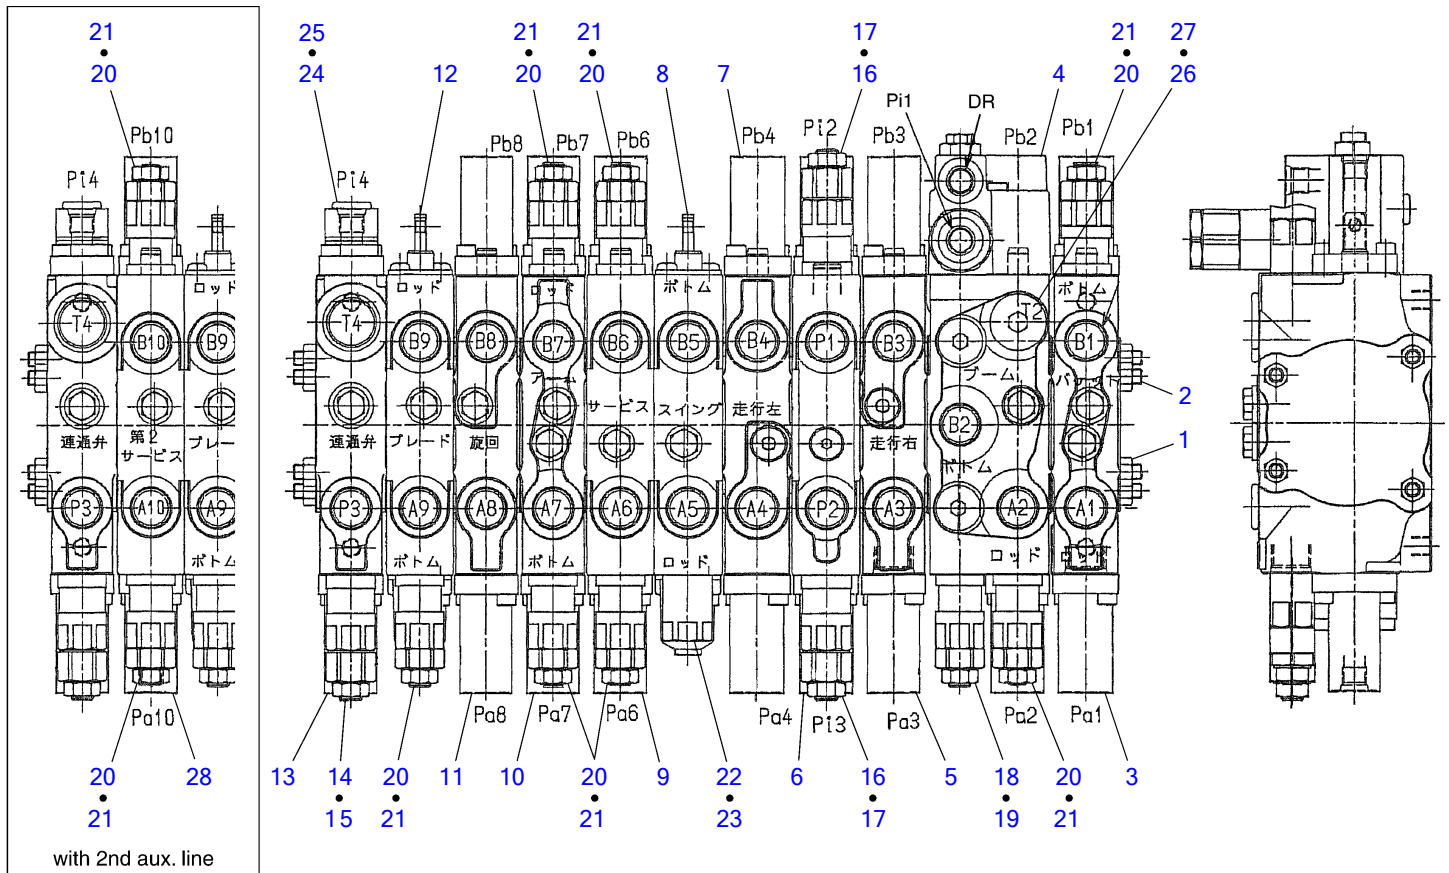 21 25 21 21 17 21 27
20 24 12 20 20 8 7 16 4 20 26
Pi1 DR
Pb10 Pb8 Pb7 Pb6 Pb4 Pi2 Pb3 Pb2 Pb1
Pi4 Pi4
ロッド ロッド ロッド ボトム ボトム
T4 B10 B9 T4 B9 B8 B7 B6 B5 B4 P1 B3 T2 B1
アーム ブーム バケット
2
サービス スイング 走行左
B2
連通弁 第2 ブレー 連通弁 ブレード 旋回 走行右
サービス
1
ボトム
P3 A10 A9 P3 A9 A8 A7 A6 A5 A4 P2 A3 A2 A1
ボトム ボトム ボトム ロッド ロッド ロッド
Pa10 Pa8 Pa7 Pa6 Pa4 Pi3 Pa3 Pa2 Pa1
20 28 13 14 20 11 10 20 9 22 6 16 5 18 20 3
21 15 21 21 23 17 19 21
with 2nd aux. line